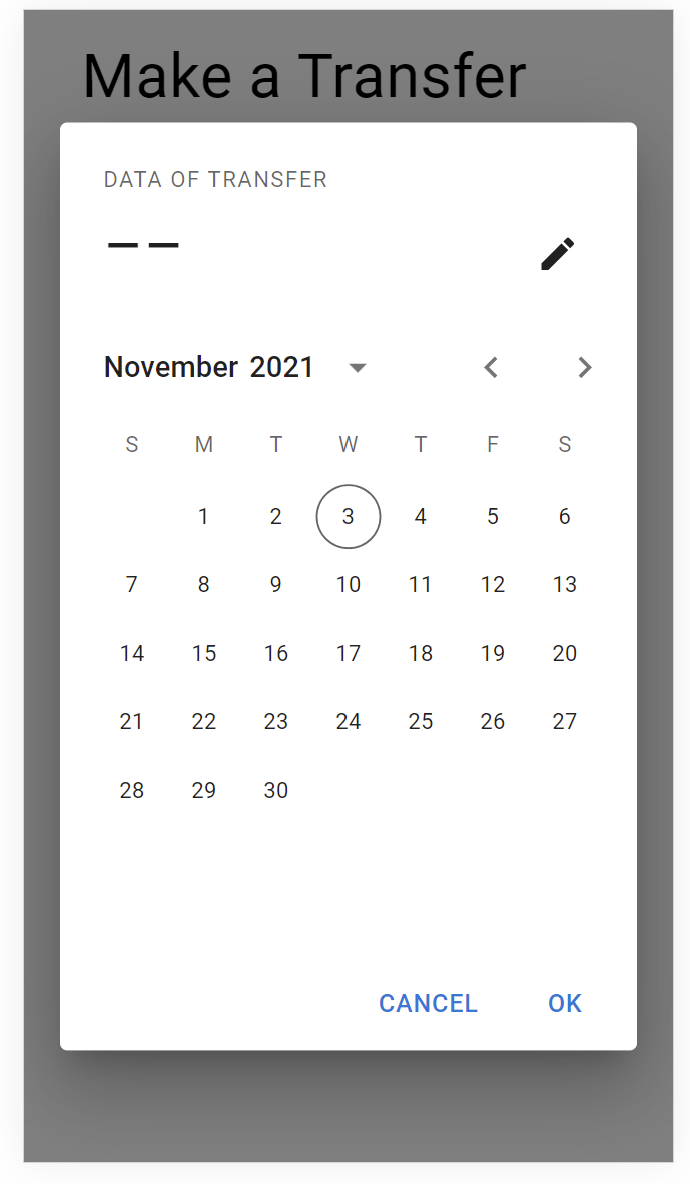 Make a Transfer
DATA OF TRANSFER
––
November 2021
S M T W T F S
1 2 3 4 5 6
7 8 9 10 11 12 13
14 15 16 17 18 19 20
21 22 23 24 25 26 27
28 29 30
CANCEL OK